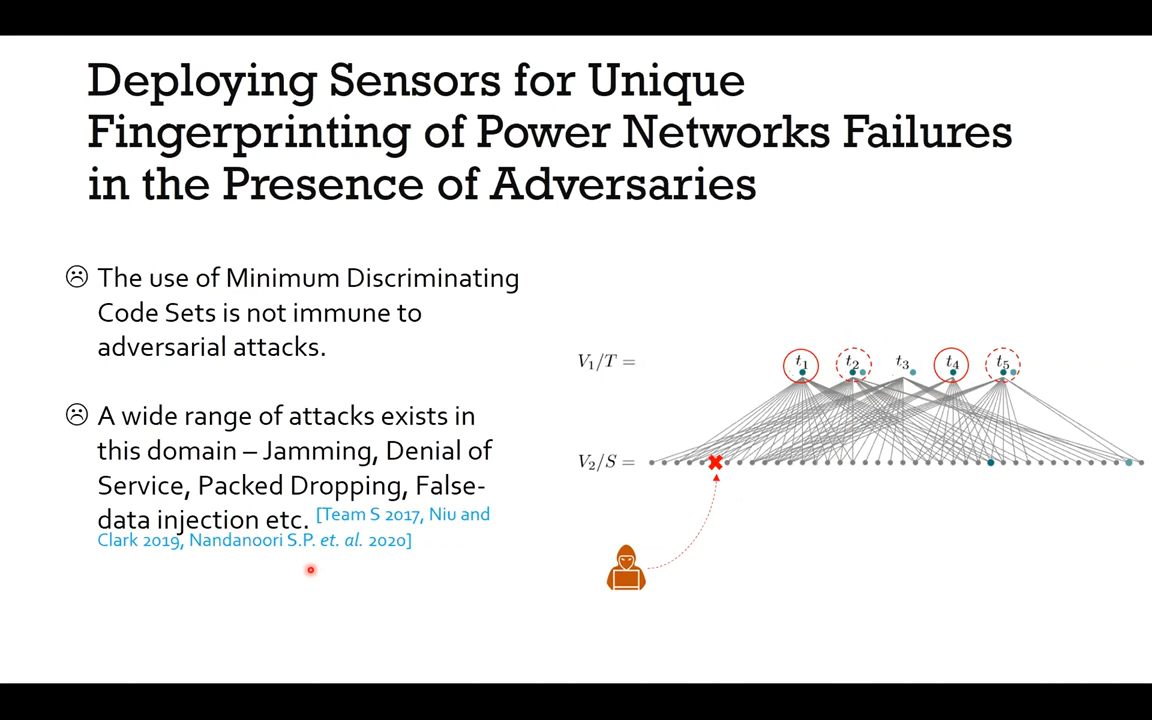 Deploying Sensors for Unique
Fingerprinting of Power Networks Failures
in the Presence of Adversaries
☹ The use of Minimum Discriminating
Code Sets is not immune to
adversarial attacks.
☹ A wide range of attacks exists in
this domain – Jamming, Denial of
Service, Packed Dropping, False-
data injection etc. [Team S 2017, Niu and
Clark 2019, Nandanoori S.P. et. al. 2020]
V₁/T =
t₁ t₂ t₃ t₄ t₅
V₂/S =